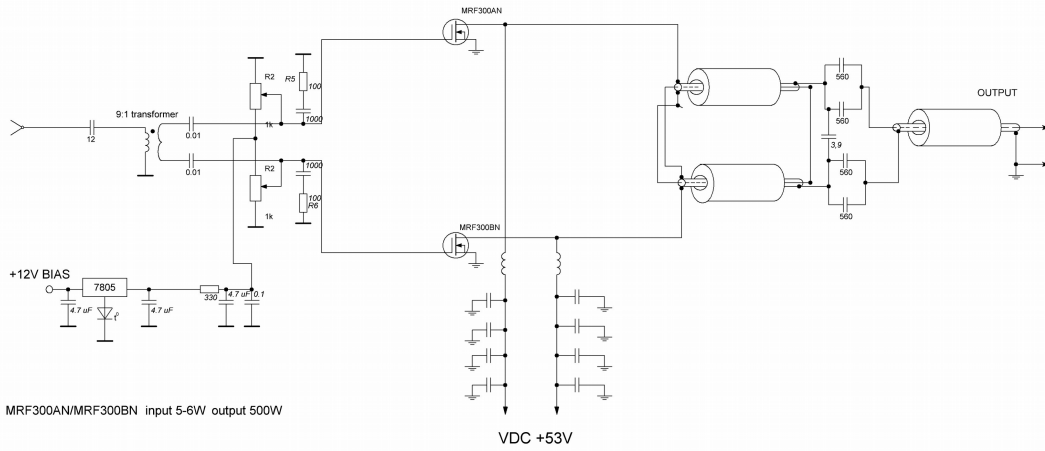 MRF300AN
R2
R5
100
9:1 transformer
560
OUTPUT
1000
560
12
0.01
1k
3,9
0.01
R2
1000
560
100
R6
1k
560
MRF300BN
+12V BIAS
7805
4.7 uF
t°
4.7 uF
330
4.7 uF
0.1
MRF300AN/MRF300BN input 5-6W output 500W
VDC +53V